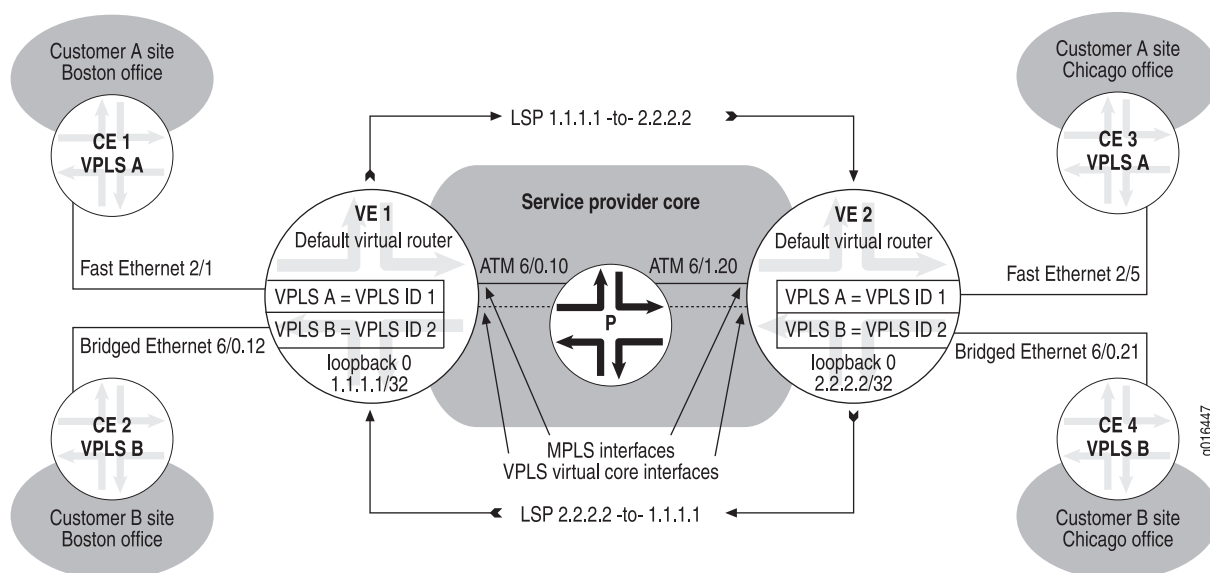 Customer A site
Boston office
CE 1
VPLS A
Customer A site
Chicago office
CE 3
VPLS A
LSP 1.1.1.1 -to- 2.2.2.2
Service provider core
VE 1
Default virtual router
VE 2
Default virtual router
Fast Ethernet 2/1
ATM 6/0.10
ATM 6/1.20
Fast Ethernet 2/5
VPLS A = VPLS ID 1
VPLS B = VPLS ID 2
P
VPLS A = VPLS ID 1
VPLS B = VPLS ID 2
Bridged Ethernet 6/0.12
loopback 0
1.1.1.1/32
loopback 0
2.2.2.2/32
Bridged Ethernet 6/0.21
CE 2
VPLS B
MPLS interfaces
VPLS virtual core interfaces
CE 4
VPLS B
LSP 2.2.2.2 -to- 1.1.1.1
Customer B site
Boston office
Customer B site
Chicago office
g016447